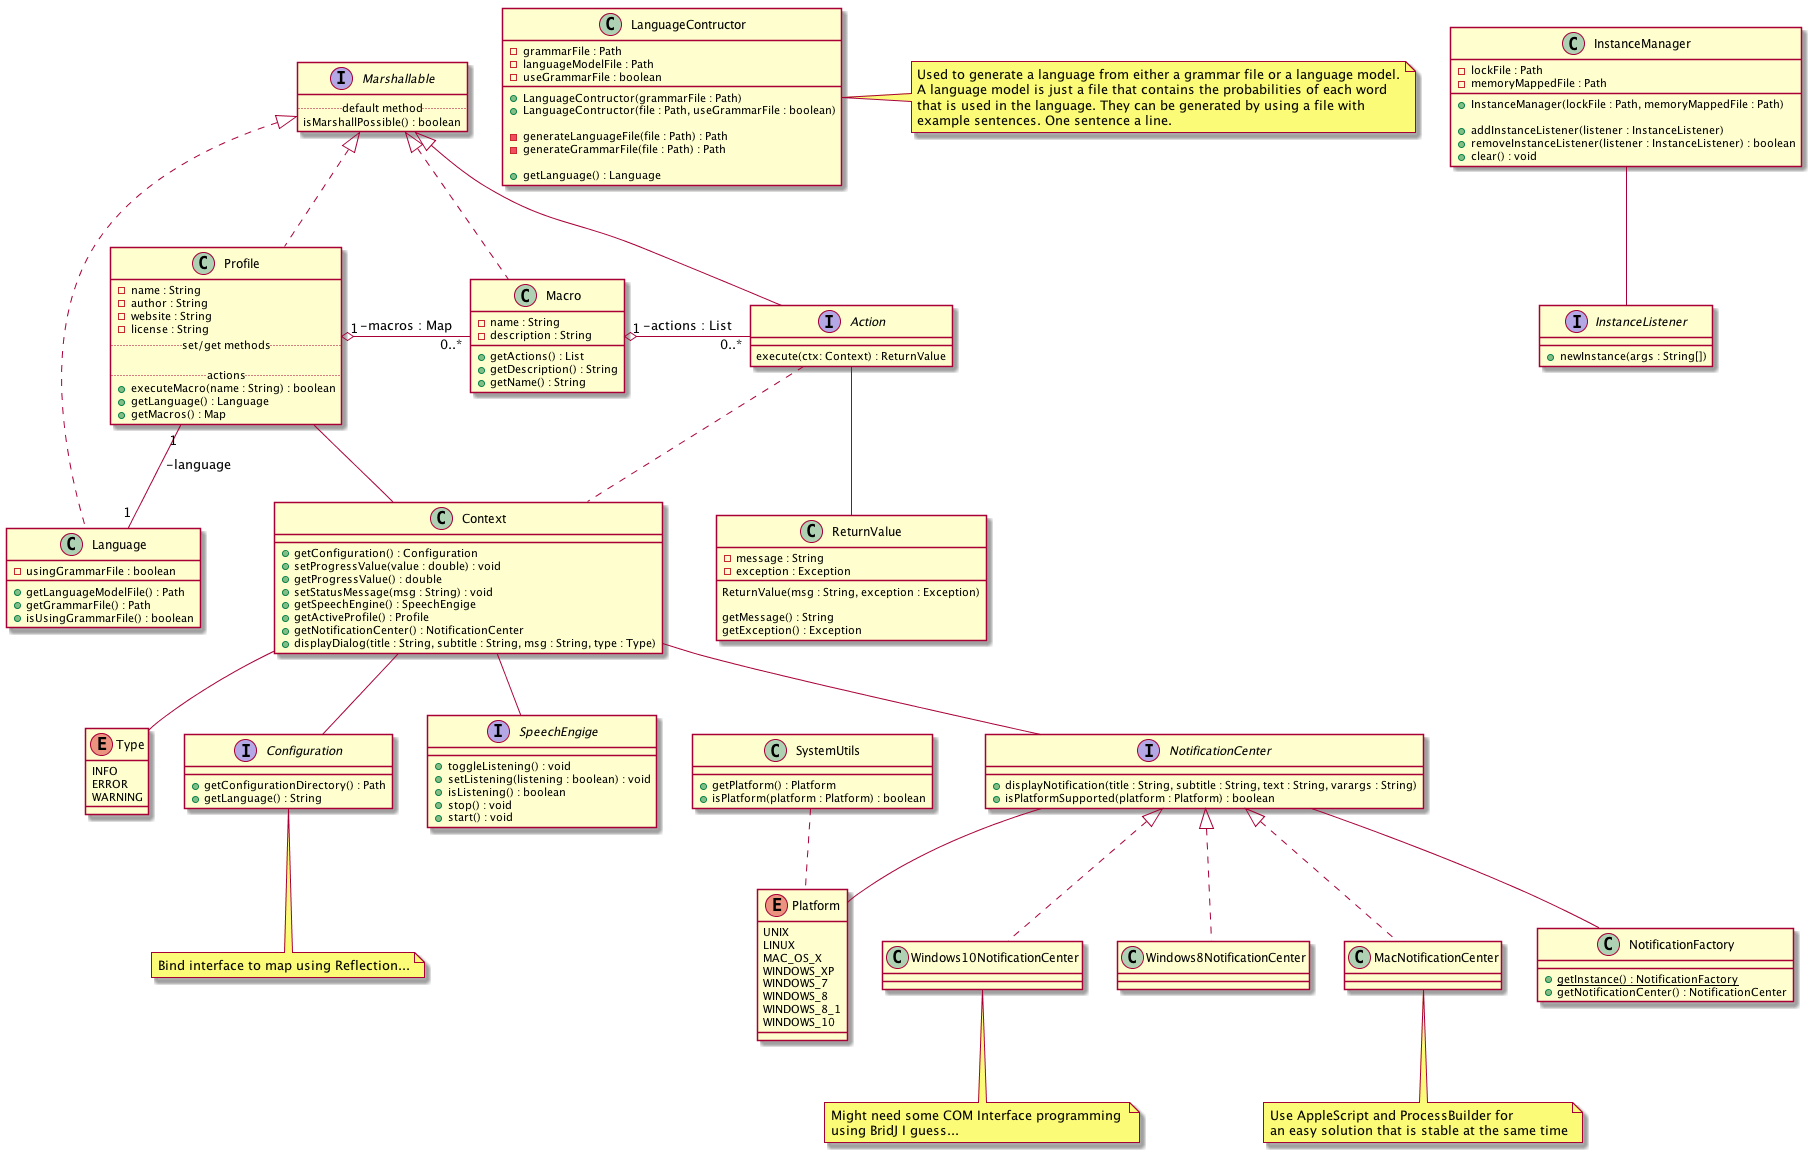 C LanguageContructor
grammarFile : Path
languageModelFile : Path
useGrammarFile : boolean
LanguageContructor(grammarFile : Path)
LanguageContructor(file : Path, useGrammarFile : boolean)
generateLanguageFile(file : Path) : Path
generateGrammarFile(file : Path) : Path
getLanguage() : Language
Used to generate a language from either a grammar file or a language model.
A language model is just a file that contains the probabilities of each word
that is used in the language. They can be generated by using a file with
example sentences. One sentence a line.
C InstanceManager
lockFile : Path
memoryMappedFile : Path
InstanceManager(lockFile : Path, memoryMappedFile : Path)
addInstanceListener(listener : InstanceListener)
removeInstanceListener(listener : InstanceListener) : boolean
clear() : void
I Marshallable
default method
isMarshallPossible() : boolean
C Profile
name : String
author : String
website : String
license : String
set/get methods
actions
executeMacro(name : String) : boolean
getLanguage() : Language
getMacros() : Map
1
-macros : Map
0..*
C Macro
name : String
description : String
getActions() : List
getDescription() : String
getName() : String
1
-actions : List
0..*
I Action
execute(ctx: Context) : ReturnValue
I InstanceListener
newInstance(args : String[])
1
-language
1
C Language
usingGrammarFile : boolean
getLanguageModelFile() : Path
getGrammarFile() : Path
isUsingGrammarFile() : boolean
C Context
getConfiguration() : Configuration
setProgressValue(value : double) : void
getProgressValue() : double
setStatusMessage(msg : String) : void
getSpeechEngine() : SpeechEngige
getActiveProfile() : Profile
getNotificationCenter() : NotificationCenter
displayDialog(title : String, subtitle : String, msg : String, type : Type)
C ReturnValue
message : String
exception : Exception
ReturnValue(msg : String, exception : Exception)
getMessage() : String
getException() : Exception
E Type
INFO
ERROR
WARNING
I Configuration
getConfigurationDirectory() : Path
getLanguage() : String
I SpeechEngige
toggleListening() : void
setListening(listening : boolean) : void
isListening() : boolean
stop() : void
start() : void
C SystemUtils
getPlatform() : Platform
isPlatform(platform : Platform) : boolean
I NotificationCenter
displayNotification(title : String, subtitle : String, text : String, varargs : String)
isPlatformSupported(platform : Platform) : boolean
Bind interface to map using Reflection...
E Platform
UNIX
LINUX
MAC_OS_X
WINDOWS_XP
WINDOWS_7
WINDOWS_8
WINDOWS_8_1
WINDOWS_10
C Windows10NotificationCenter
C Windows8NotificationCenter
C MacNotificationCenter
C NotificationFactory
getInstance() : NotificationFactory
getNotificationCenter() : NotificationCenter
Might need some COM Interface programming
using BridJ I guess...
Use AppleScript and ProcessBuilder for
an easy solution that is stable at the same time